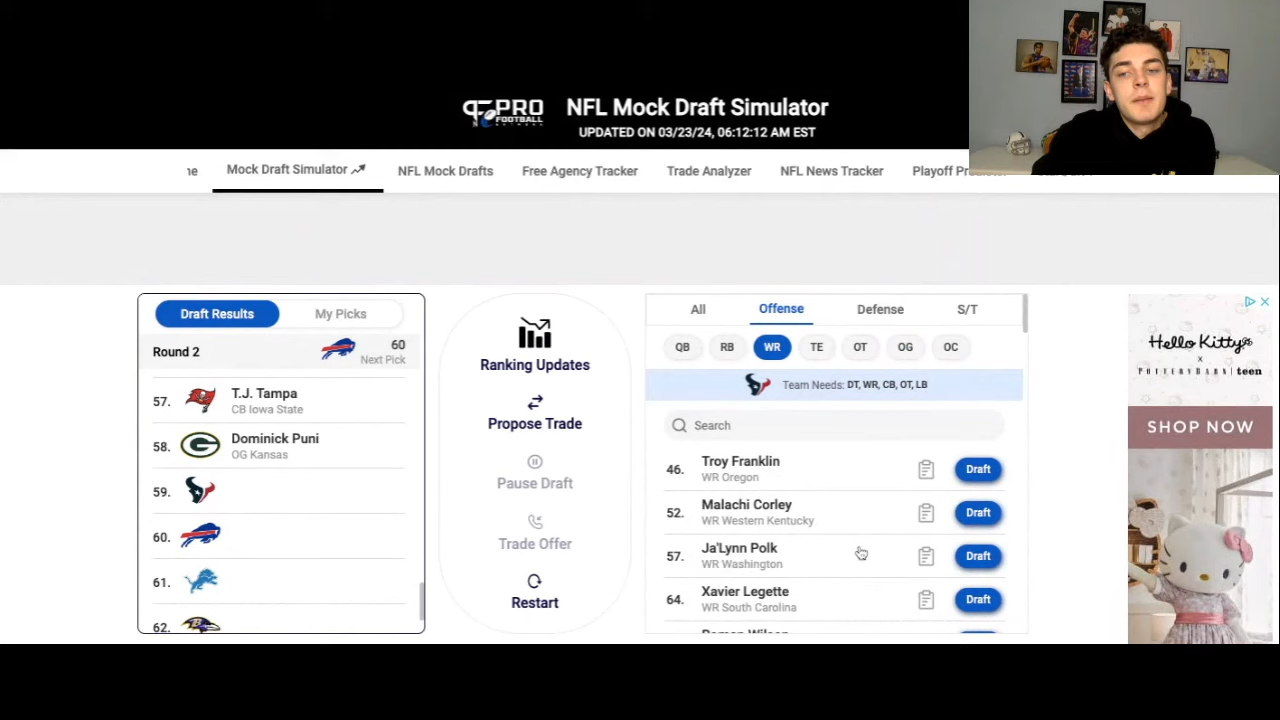 PRO
FOOTBALL
NETWORK
NFL Mock Draft Simulator
UPDATED ON 03/23/24, 06:12:12 AM EST
ne
Mock Draft Simulator
NFL Mock Drafts
Free Agency Tracker
Trade Analyzer
NFL News Tracker
Playoff
Draft Results
My Picks
Round 2
60
Next Pick
57.
T.J. Tampa
CB Iowa State
58.
Dominick Puni
OG Kansas
59.
60.
61.
62.
Ranking Updates
Propose Trade
Pause Draft
Trade Offer
Restart
All
Offense
Defense
S/T
QB
RB
WR
TE
OT
OG
OC
Team Needs: DT, WR, CB, OT, LB
Search
46.
Troy Franklin
WR Oregon
Draft
52.
Malachi Corley
WR Western Kentucky
Draft
57.
Ja'Lynn Polk
WR Washington
Draft
64.
Xavier Legette
WR South Carolina
Draft
Hello Kitty
x
POTTERYBARN teen
SHOP NOW